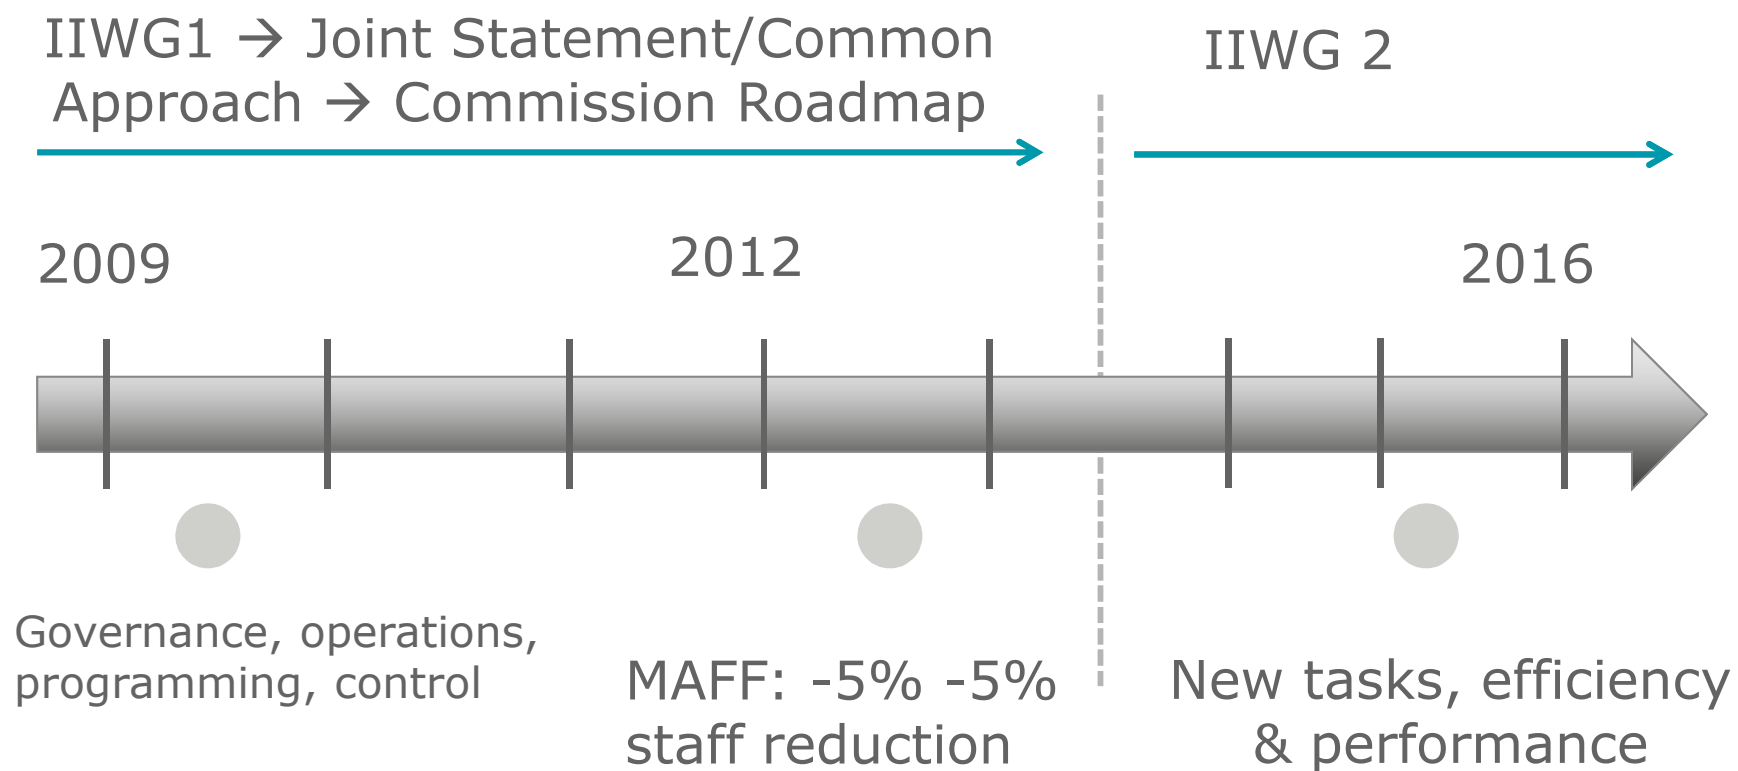 IIWG1 → Joint Statement/Common
Approach → Commission Roadmap
IIWG 2
2009
2012
2016
Governance, operations,
programming, control
MAFF: -5% -5%
staff reduction
New tasks, efficiency
& performance